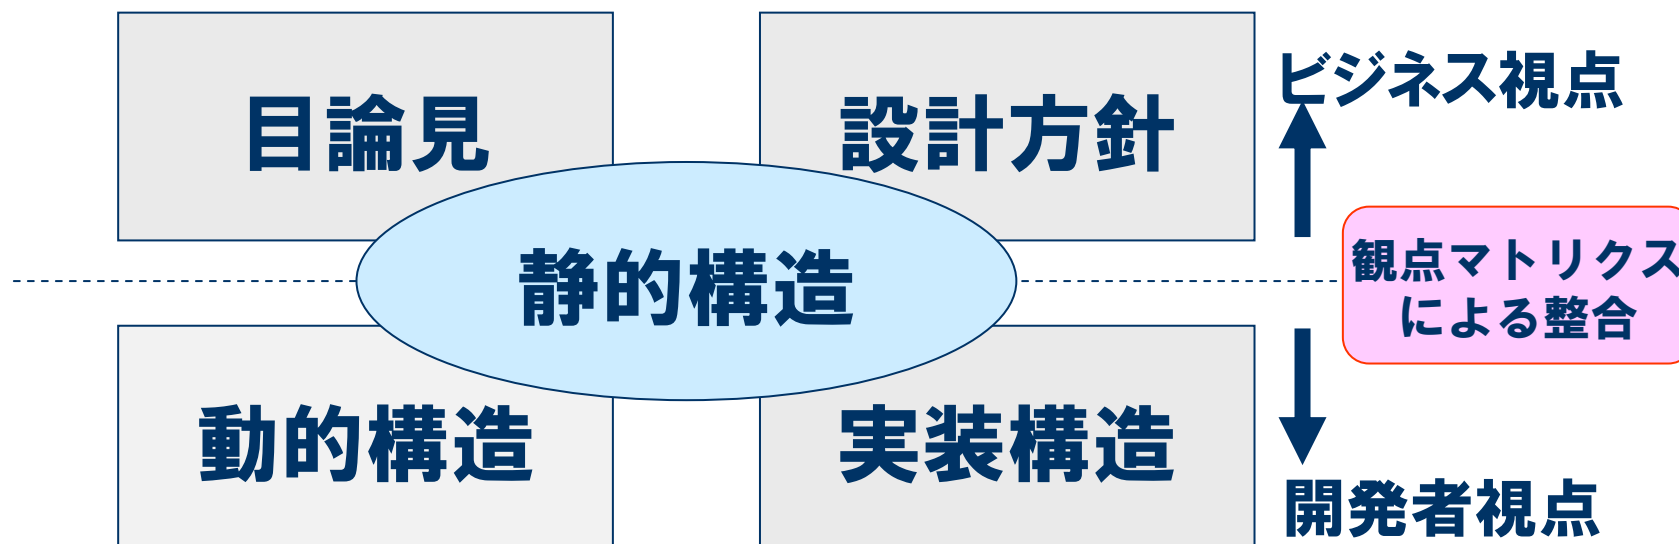 目論見
設計方針
ビジネス視点
静的構造
観点マトリクス
による整合
動的構造
実装構造
開発者視点